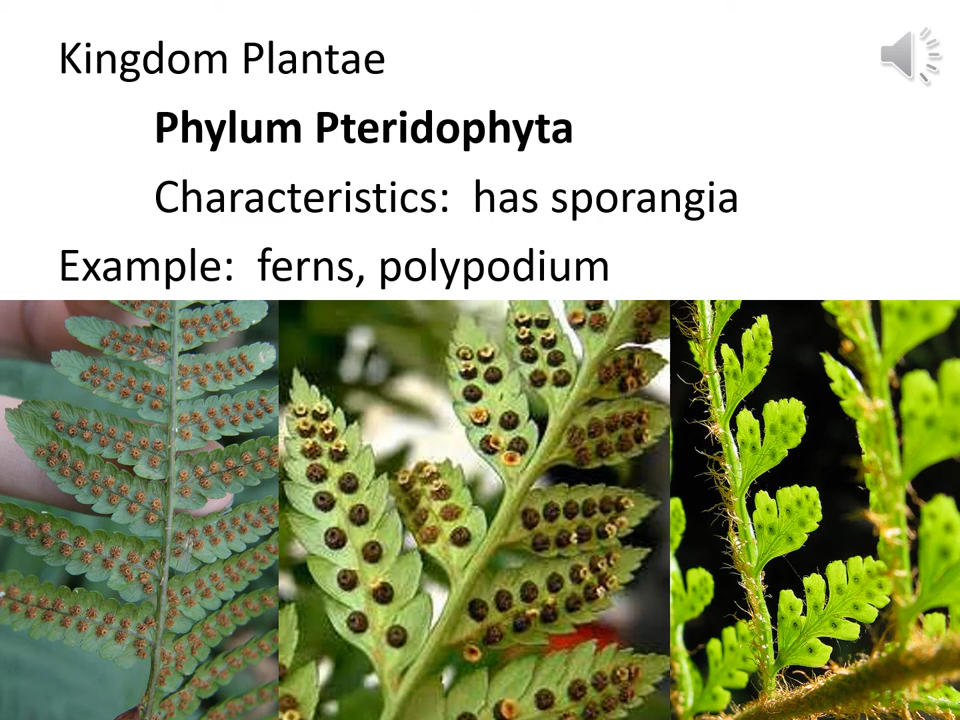 Kingdom Plantae
Phylum Pteridophyta
Characteristics:  has sporangia
Example:  ferns, polypodium